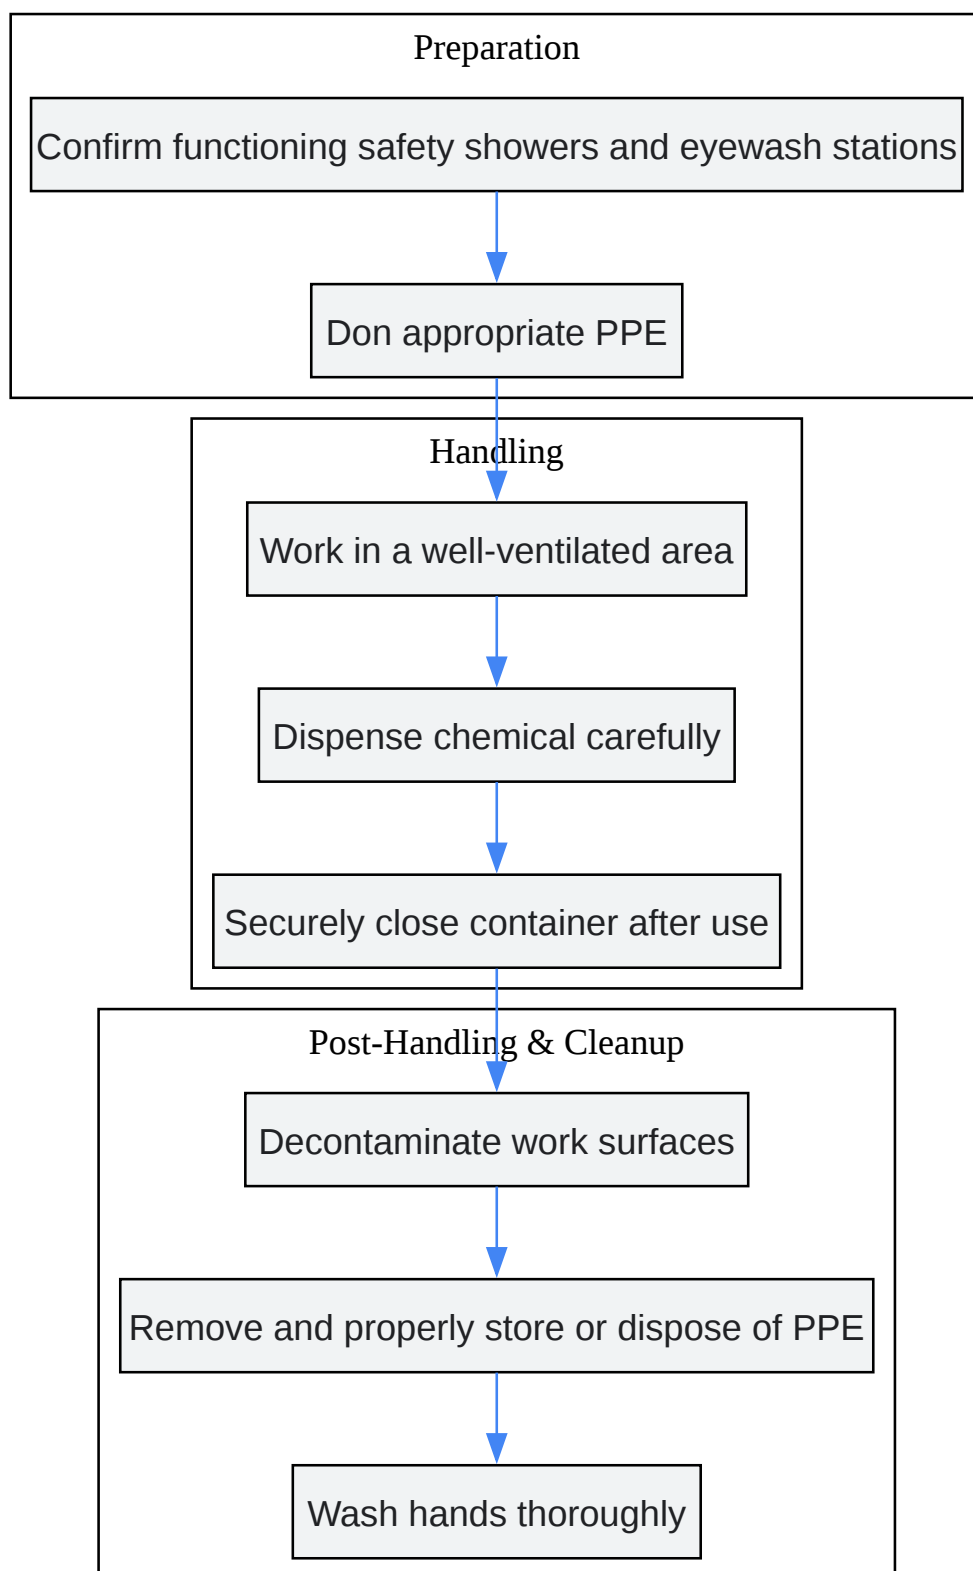 Preparation
Confirm functioning safety showers and eyewash stations
Don appropriate PPE
Handling
Work in a well-ventilated area
Dispense chemical carefully
Securely close container after use
Post-Handling & Cleanup
Decontaminate work surfaces
Remove and properly store or dispose of PPE
Wash hands thoroughly